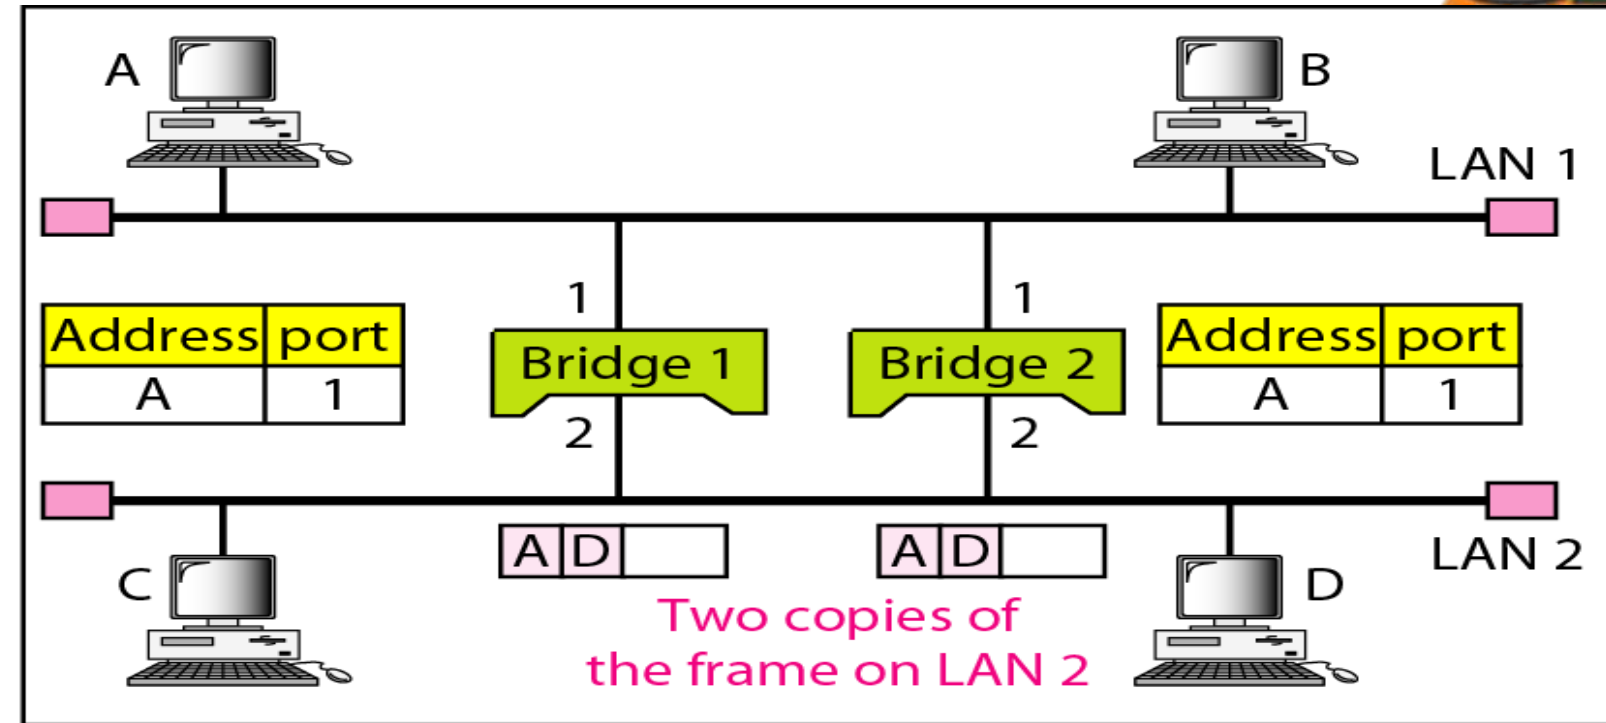 A
B
LAN 1
1
1
Address port
A 1
Bridge 1
Bridge 2
Address port
A 1
2
2
A D
A D
C
D
LAN 2
Two copies of
the frame on LAN 2